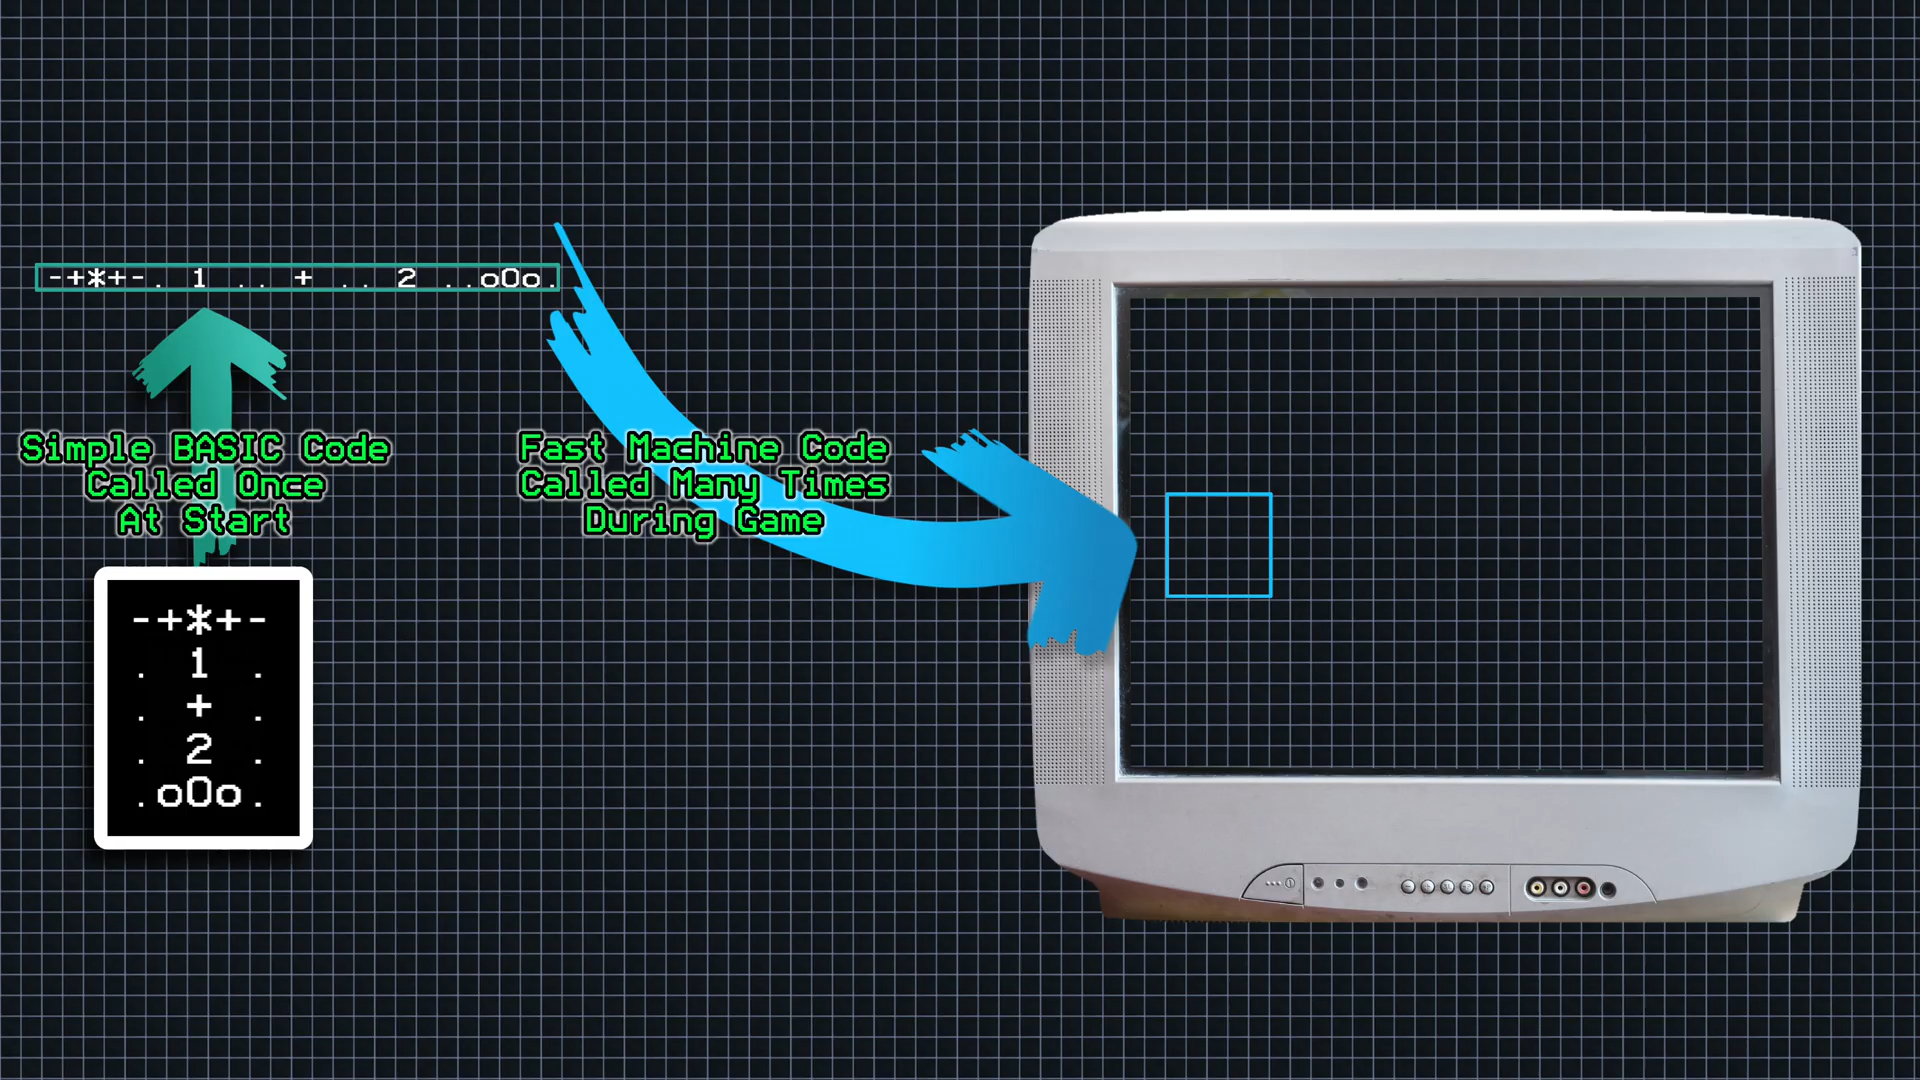 -+*+-. 1 .. + .. 2 ..oOo.
Simple BASIC Code
Called Once
At Start
Fast Machine Code
Called Many Times
During Game
-+*+-
. 1 .
. + .
. 2 .
.oOo.